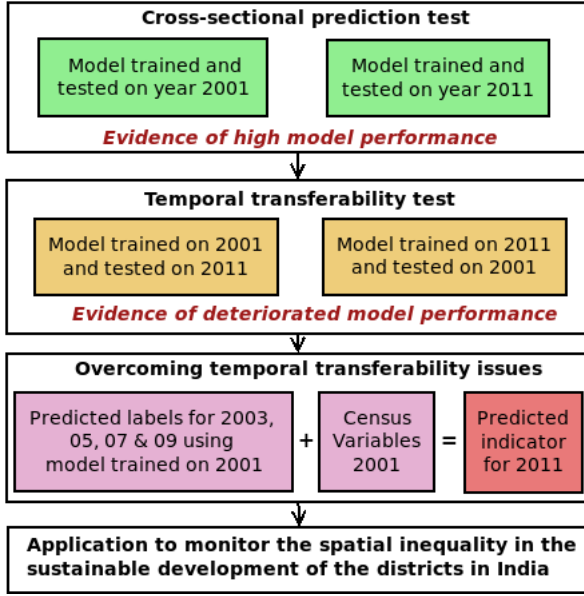 Cross-sectional prediction test
Model trained and
tested on year 2001
Model trained and
tested on year 2011
Evidence of high model performance
Temporal transferability test
Model trained on 2001
and tested on 2011
Model trained on 2011
and tested on 2001
Evidence of deteriorated model performance
Overcoming temporal transferability issues
Predicted labels for 2003,
05, 07 & 09 using
model trained on 2001
+
Census
Variables
2001
=
Predicted
indicator
for 2011
Application to monitor the spatial inequality in the
sustainable development of the districts in India